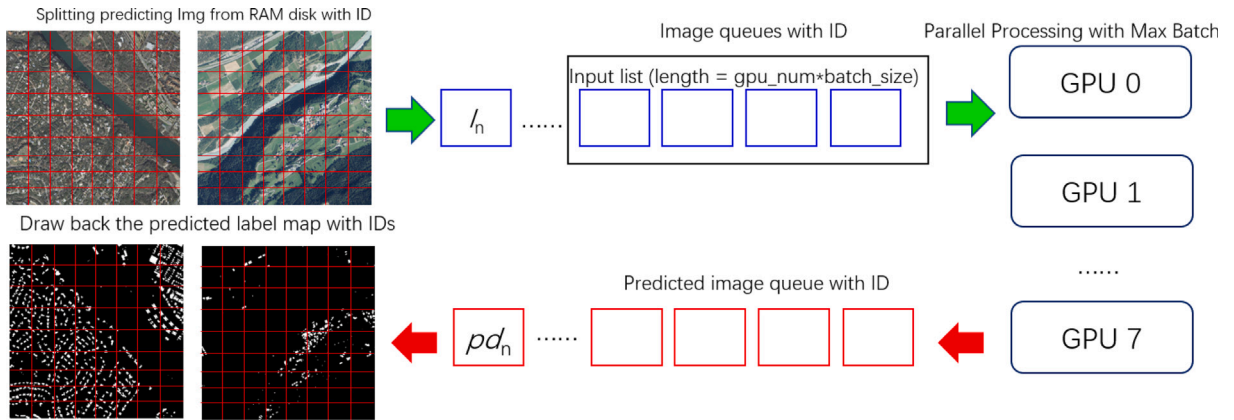 Splitting predicting Img from RAM disk with ID
Image queues with ID
Parallel Processing with Max Batch
Input list (length = gpu_num*batch_size)
Iₙ
......
GPU 0
GPU 1
......
GPU 7
Draw back the predicted label map with IDs
Predicted image queue with ID
pdₙ
......